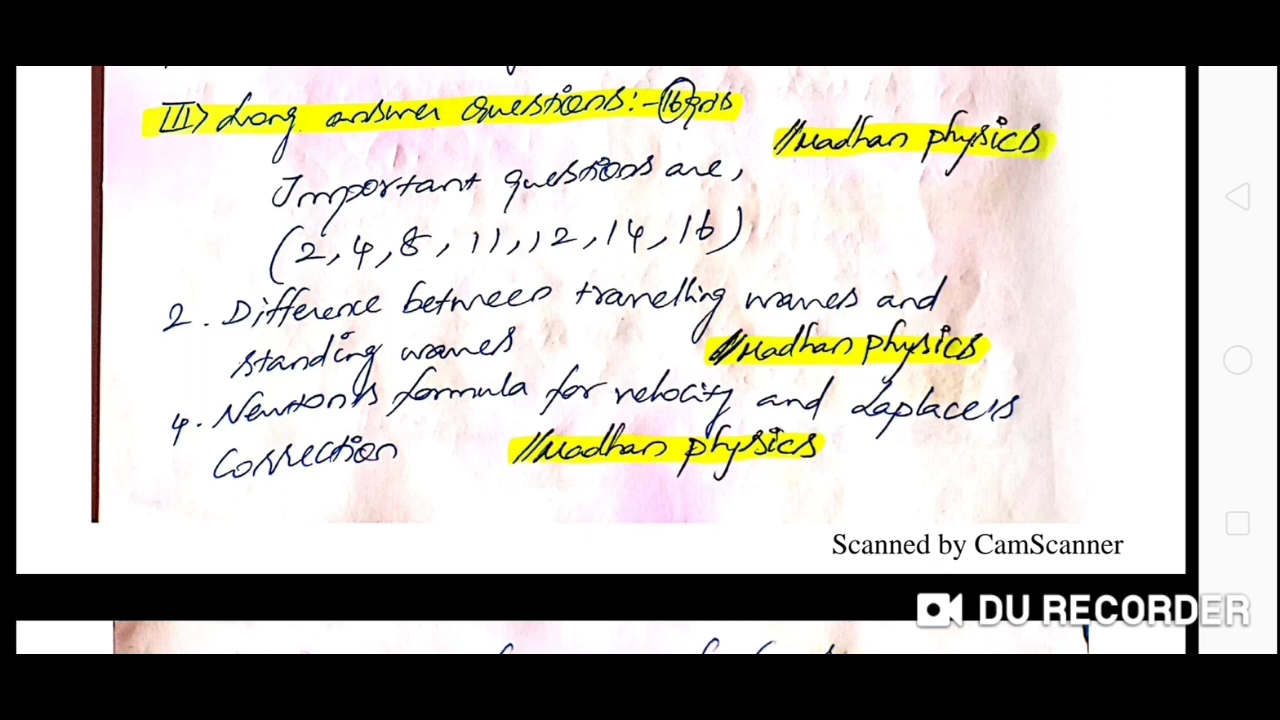 III) Long answer Questions: - 16 qns
//Madhan physics
Important questions are,
(2, 4, 8, 11, 12, 14, 16)
2. Difference between travelling waves and
standing waves
//Madhan physics
4. Newton's formula for velocity and Laplace's
Correction
//Madhan physics
Scanned by CamScanner
DU RECORDER